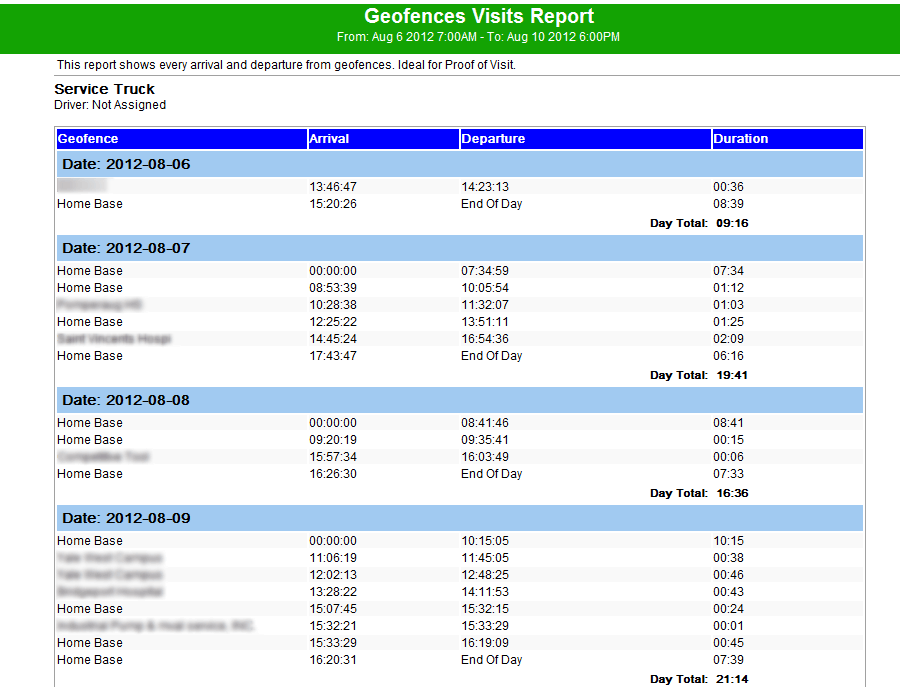 Geofences Visits Report
From: Aug 6 2012 7:00AM - To: Aug 10 2012 6:00PM
This report shows every arrival and departure from geofences. Ideal for Proof of Visit.
Service Truck
Driver: Not Assigned
Geofence Arrival Departure Duration
Date: 2012-08-06
13:46:47 14:23:13 00:36
Home Base 15:20:26 End Of Day 08:39
Day Total: 09:16
Date: 2012-08-07
Home Base 00:00:00 07:34:59 07:34
Home Base 08:53:39 10:05:54 01:12
10:28:38 11:32:07 01:03
Home Base 12:25:22 13:51:11 01:25
14:45:24 16:54:36 02:09
Home Base 17:43:47 End Of Day 06:16
Day Total: 19:41
Date: 2012-08-08
Home Base 00:00:00 08:41:46 08:41
Home Base 09:20:19 09:35:41 00:15
15:57:34 16:03:49 00:06
Home Base 16:26:30 End Of Day 07:33
Day Total: 16:36
Date: 2012-08-09
Home Base 00:00:00 10:15:05 10:15
11:06:19 11:45:05 00:38
12:02:13 12:48:25 00:46
13:28:22 14:11:53 00:43
Home Base 15:07:45 15:32:15 00:24
15:32:21 15:33:29 00:01
Home Base 15:33:29 16:19:09 00:45
Home Base 16:20:31 End Of Day 07:39
Day Total: 21:14